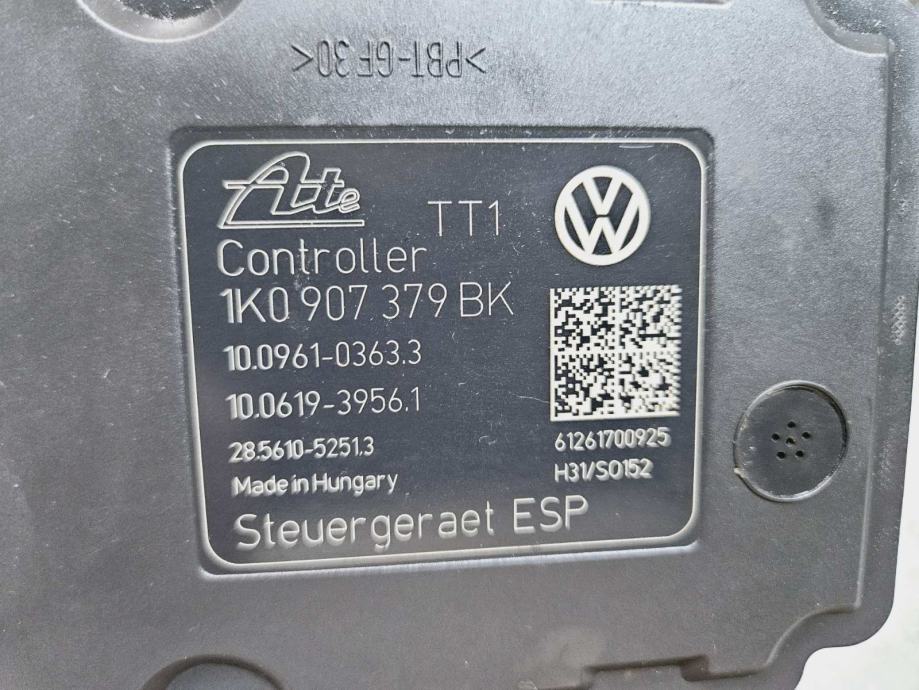 >PBT-GF30<
Ate
TT1
Controller
1K0 907 379 BK
10.0961-0363.3
10.0619-3956.1
28.5610-5251.3
61261700925
Made in Hungary
H31/S0152
Steuergeraet ESP